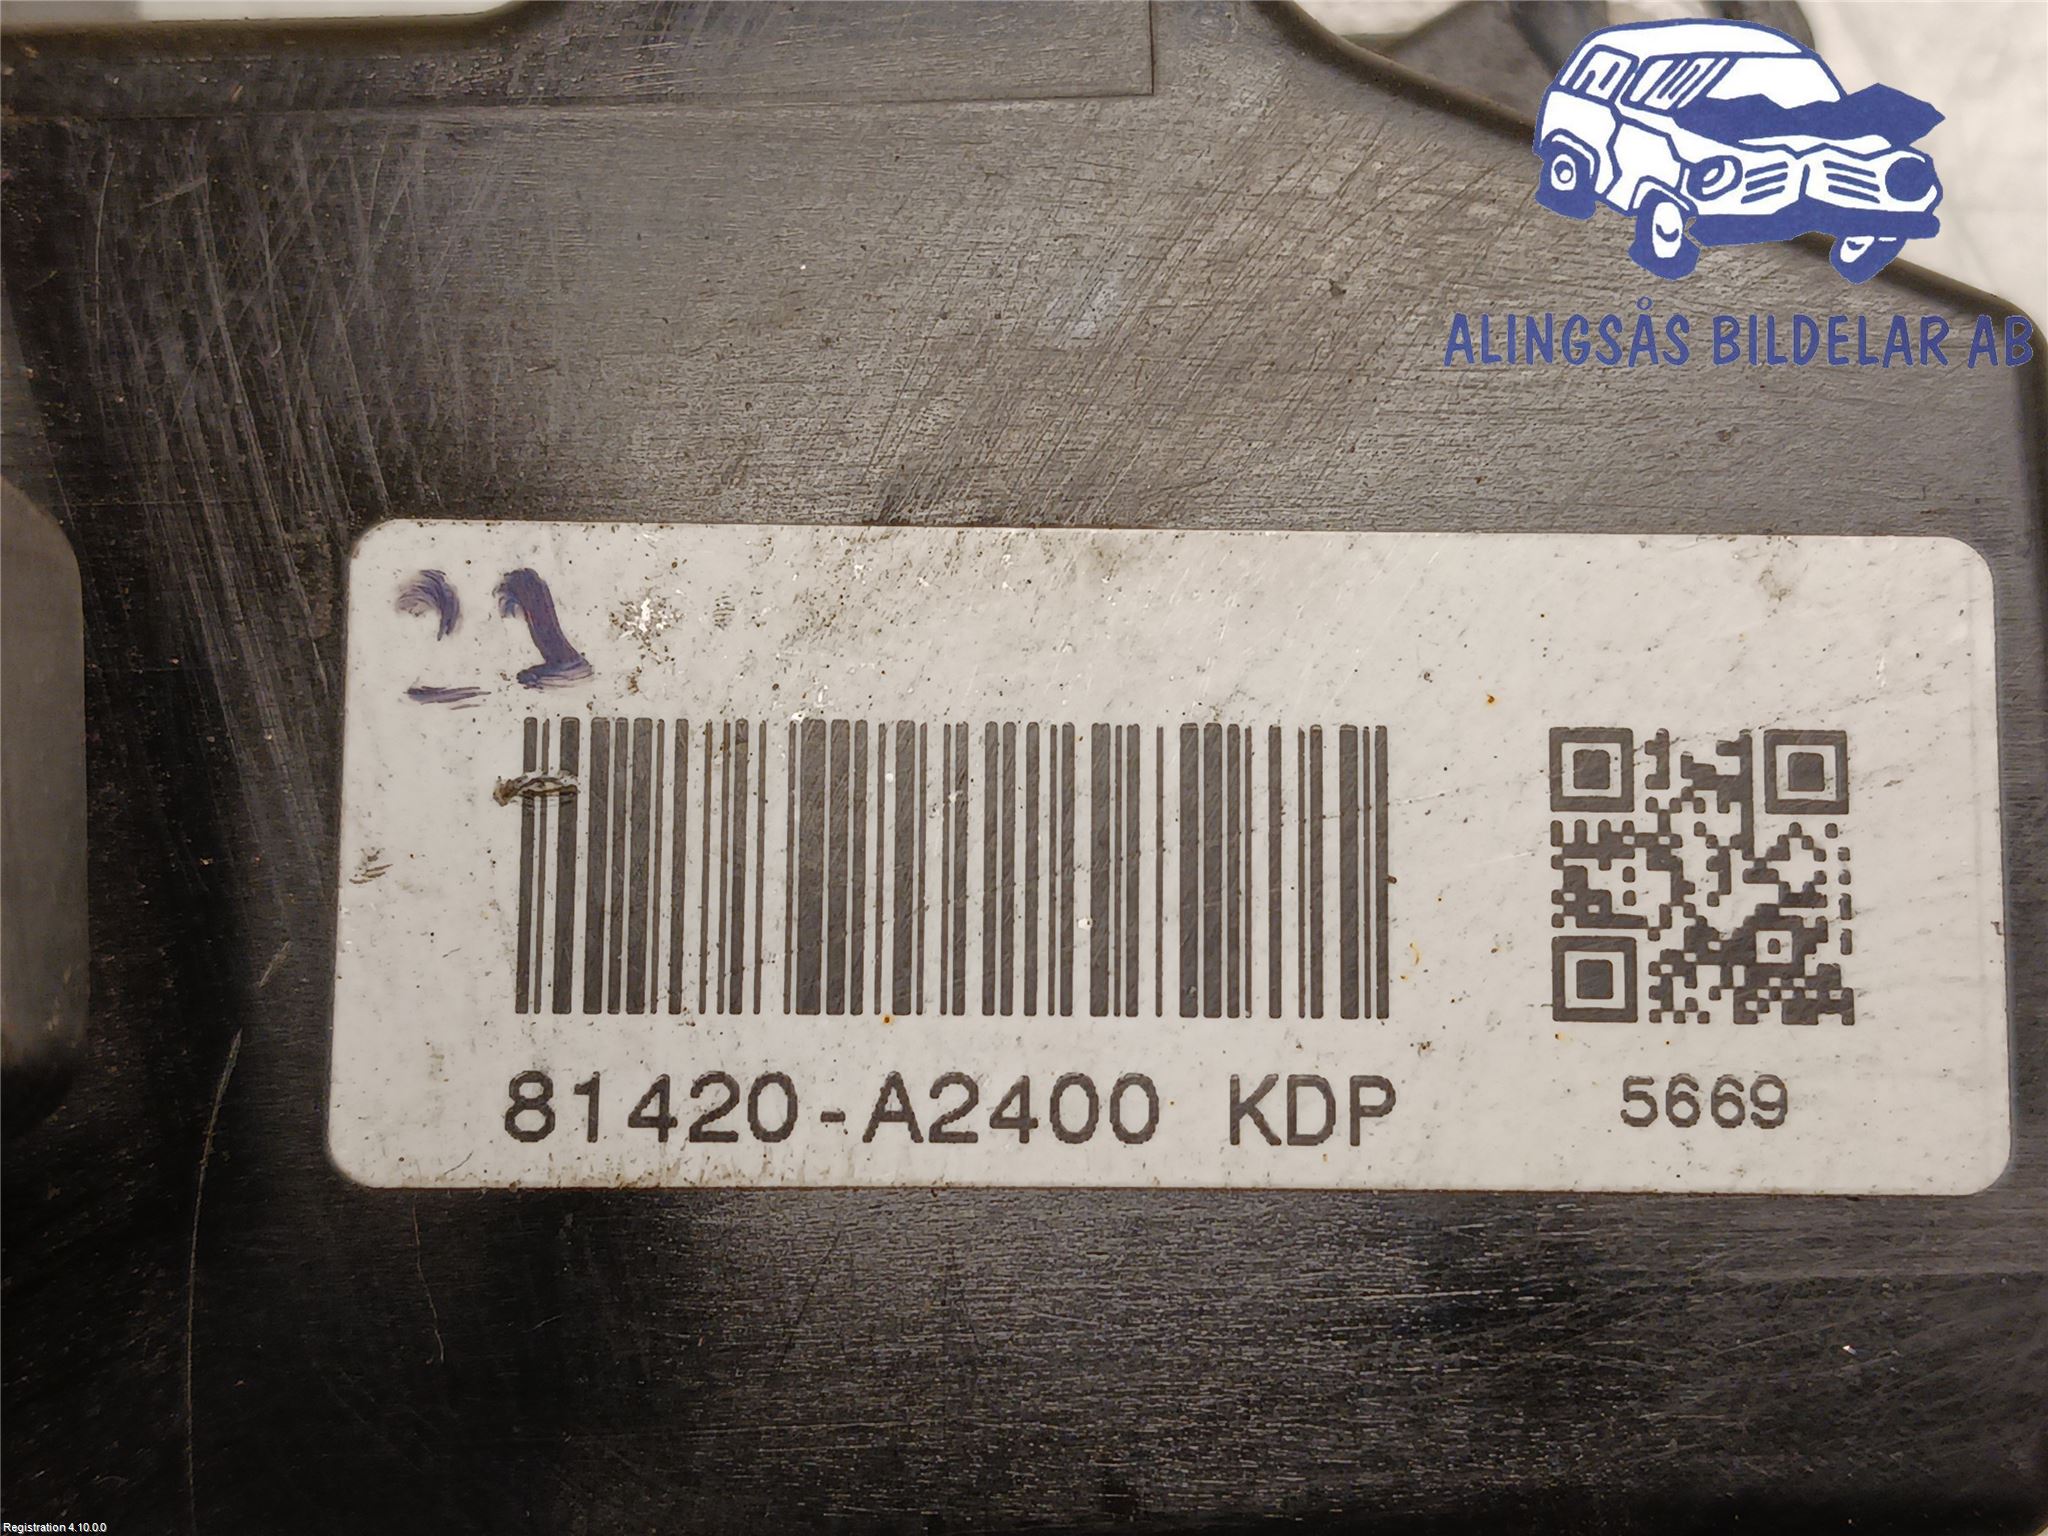 ALINGSÅS BILDELAR AB
21
81420-A2400 KDP
5669
Registration 4.10.0.0